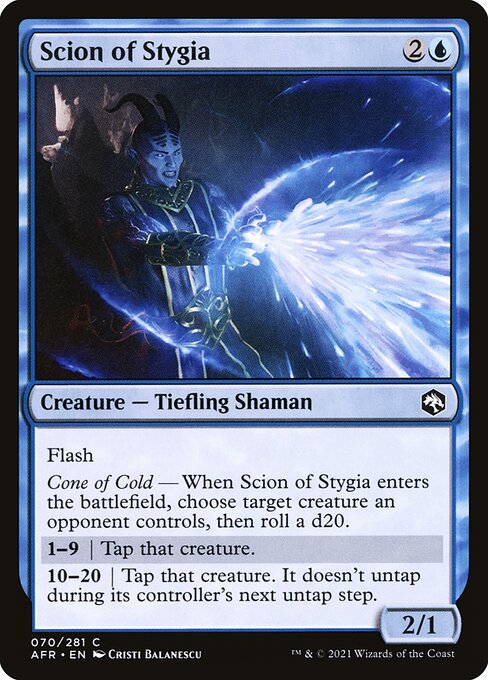 Scion of Stygia 2
Creature — Tiefling Shaman
Flash
Cone of Cold — When Scion of Stygia enters
the battlefield, choose target creature an
opponent controls, then roll a d20.
1–9 | Tap that creature.
10–20 | Tap that creature. It doesn't untap
during its controller's next untap step.
2/1
070/281 C
AFR • EN Cristi Balanescu
™ & © 2021 Wizards of the Coast